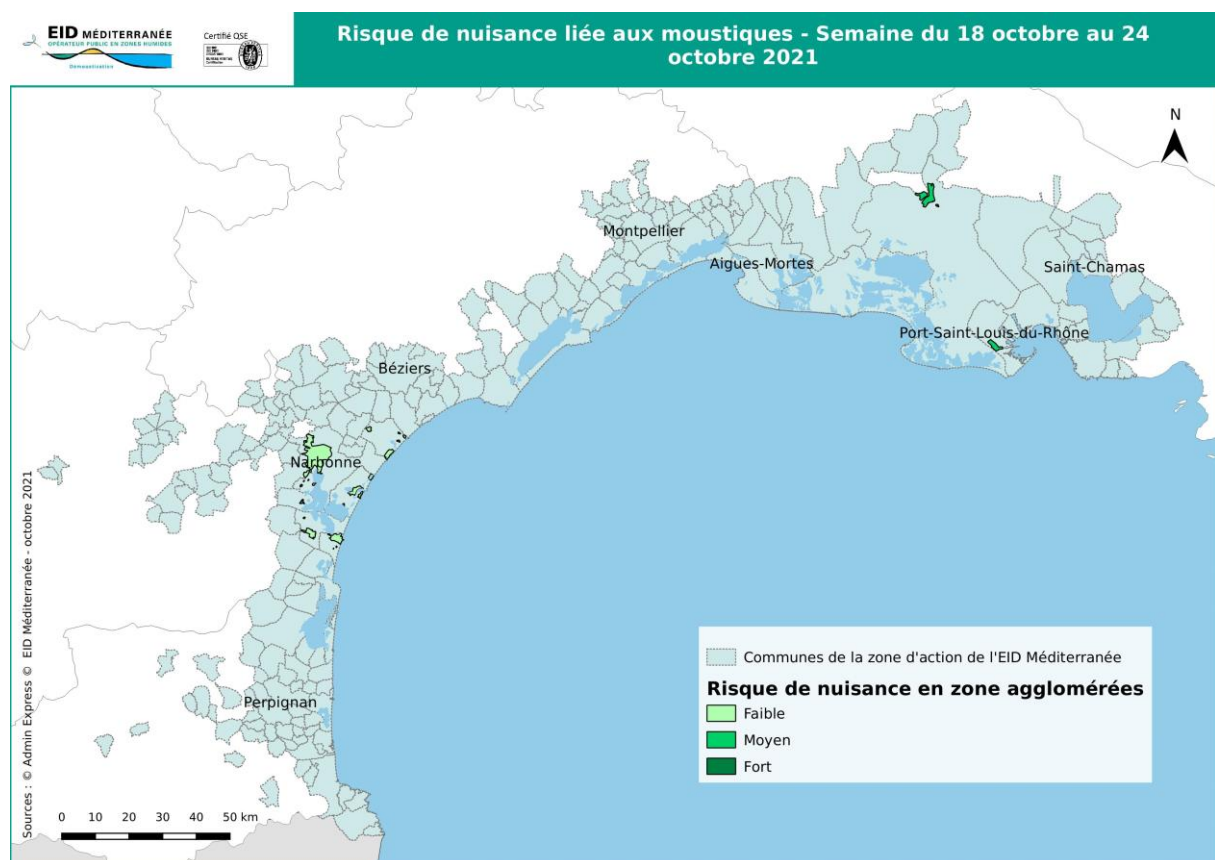 EID MÉDITERRANÉE
OPÉRATEUR PUBLIC EN ZONES HUMIDES
Démoustication
Certifié QSE
Risque de nuisance liée aux moustiques - Semaine du 18 octobre au 24
octobre 2021
N
Montpellier
Aigues-Mortes
Saint-Chamas
Port-Saint-Louis-du-Rhône
Béziers
Narbonne
Perpignan
Communes de la zone d'action de l'EID Méditerranée
Risque de nuisance en zone agglomérées
Faible
Moyen
Fort
0 10 20 30 40 50 km
Sources : © Admin Express © EID Méditerranée - octobre 2021